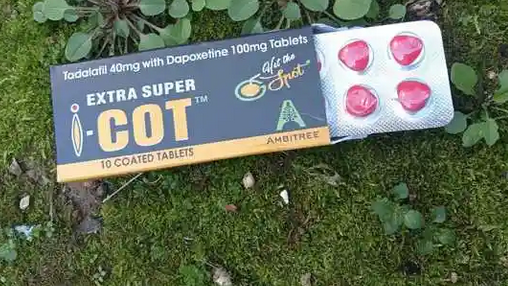 Tadalafil 40mg with Dapoxetine 100mg Tablets
EXTRA SUPER
i-COT™
10 COATED TABLETS
Hit the
Spot
AMBITREE